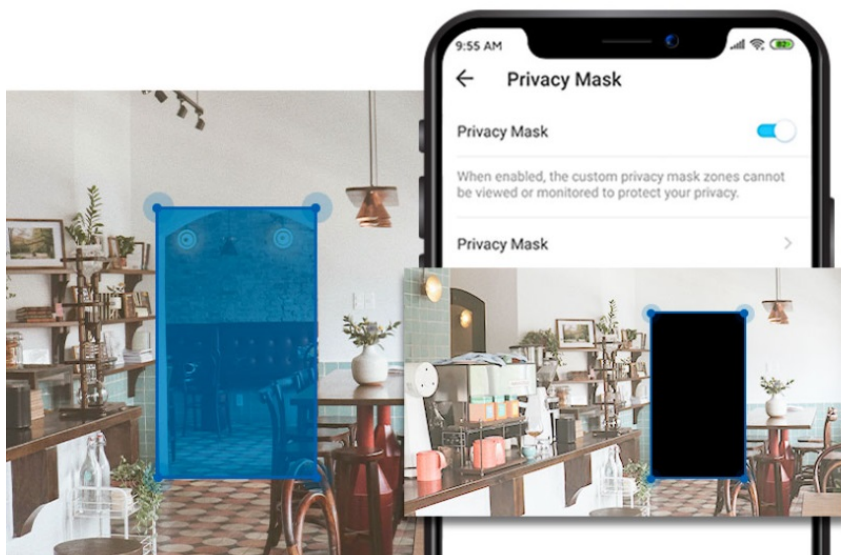 9:55 AM
82
Privacy Mask
Privacy Mask
When enabled, the custom privacy mask zones cannot
be viewed or monitored to protect your privacy.
Privacy Mask